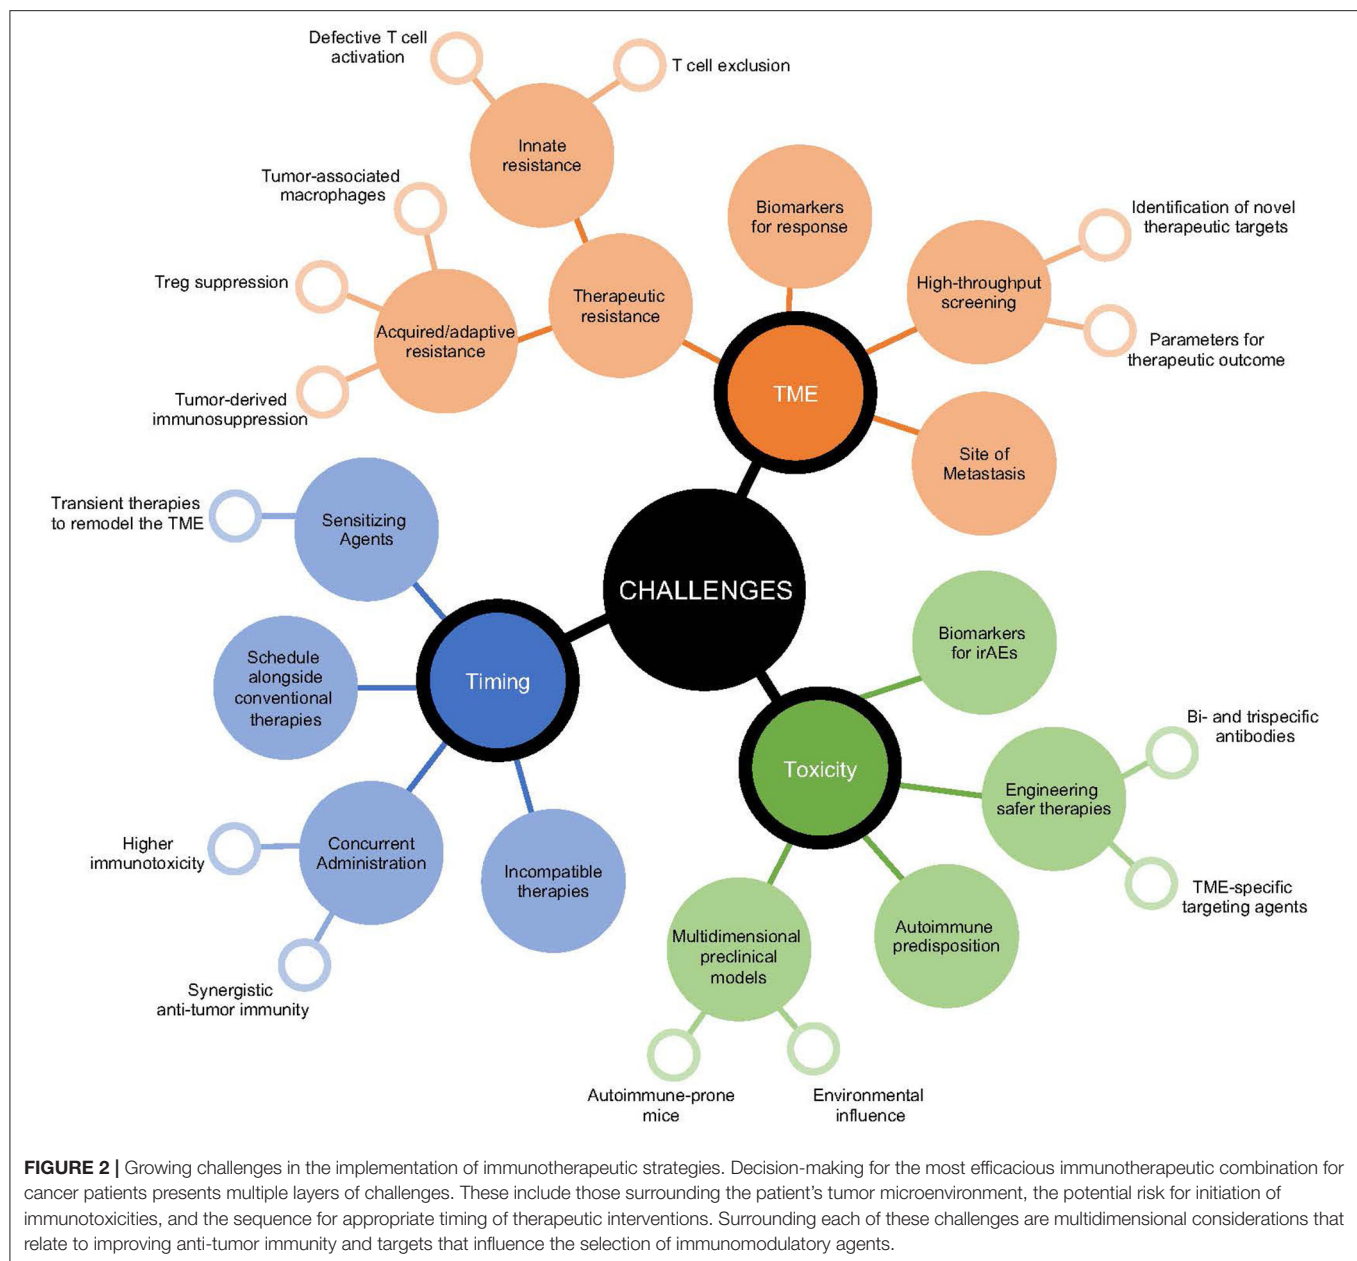 Defective T cell
activation
T cell exclusion
Innate
resistance
Tumor-associated
macrophages
Treg suppression
Acquired/adaptive
resistance
Tumor-derived
immunosuppression
Therapeutic
resistance
Biomarkers
for response
High-throughput
screening
Identification of novel
therapeutic targets
Parameters for
therapeutic outcome
TME
Site of
Metastasis
CHALLENGES
Transient therapies
to remodel the TME
Sensitizing
Agents
Schedule
alongside
conventional
therapies
Timing
Higher
immunotoxicity
Concurrent
Administration
Synergistic
anti-tumor immunity
Incompatible
therapies
Biomarkers
for irAEs
Toxicity
Bi- and trispecific
antibodies
Engineering
safer therapies
TME-specific
targeting agents
Autoimmune
predisposition
Multidimensional
preclinical
models
Autoimmune-prone
mice
Environmental
influence
FIGURE 2 | Growing challenges in the implementation of immunotherapeutic strategies. Decision-making for the most efficacious immunotherapeutic combination for
cancer patients presents multiple layers of challenges. These include those surrounding the patient's tumor microenvironment, the potential risk for initiation of
immunotoxicities, and the sequence for appropriate timing of therapeutic interventions. Surrounding each of these challenges are multidimensional considerations that
relate to improving anti-tumor immunity and targets that influence the selection of immunomodulatory agents.